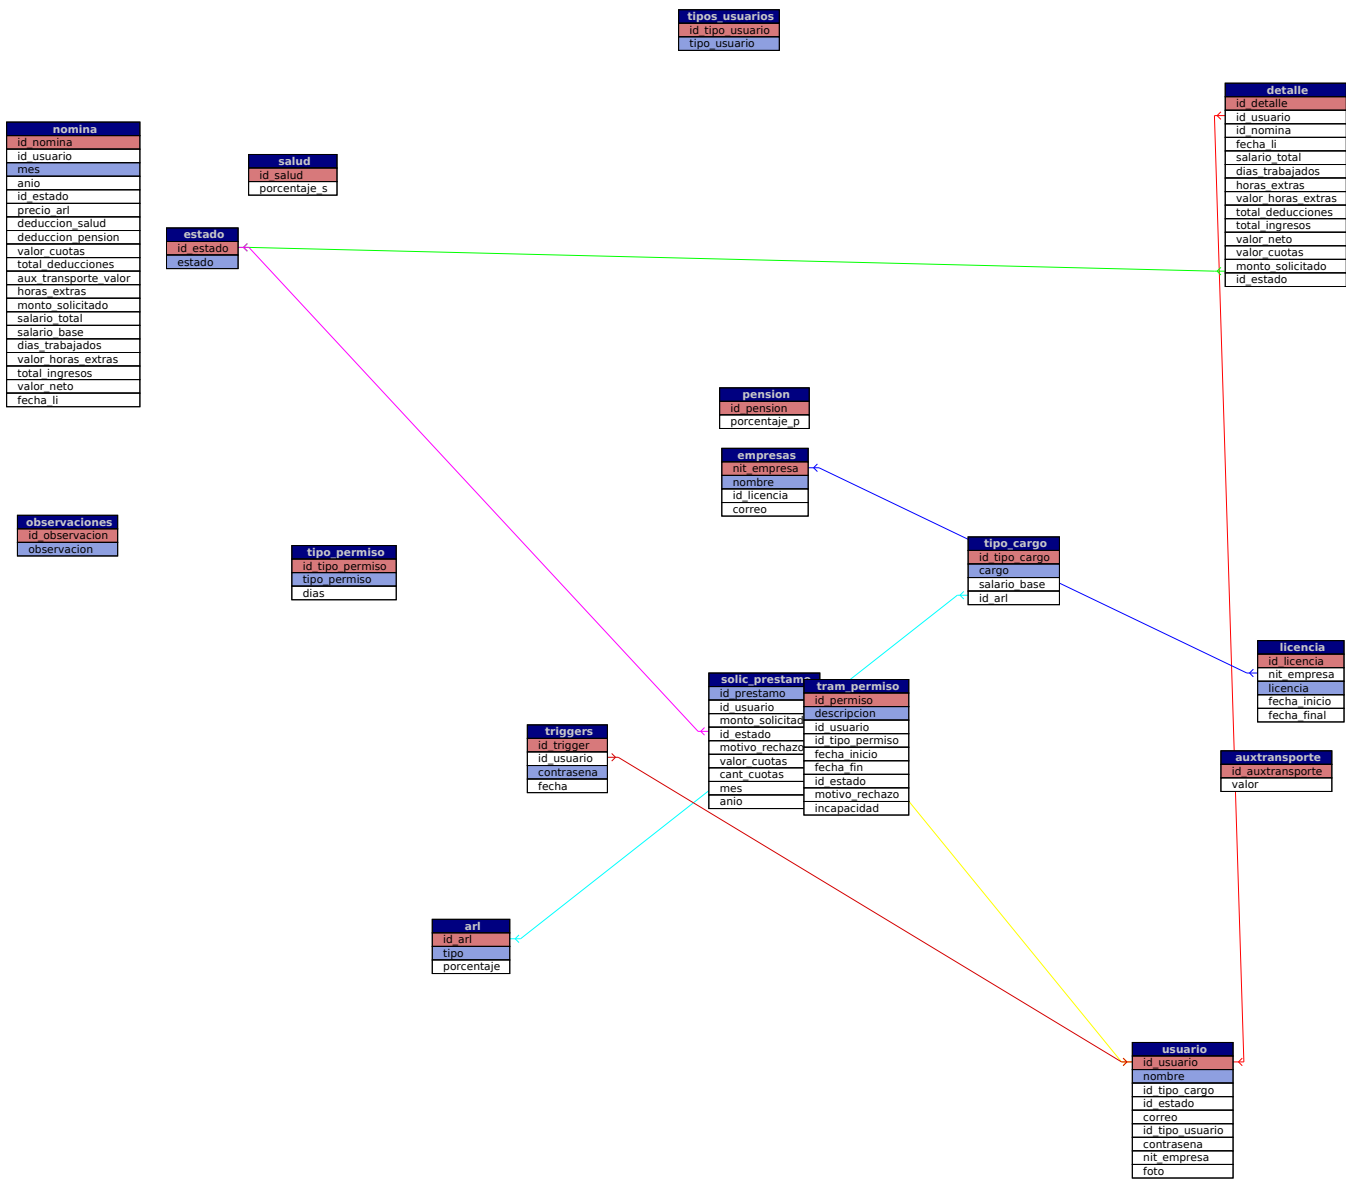 tipos_usuarios
id_tipo_usuario
tipo_usuario
detalle
id_detalle
id_usuario
id_nomina
fecha_li
salario_total
dias_trabajados
horas_extras
valor_horas_extras
total_deducciones
total_ingresos
valor_neto
valor_cuotas
monto_solicitado
id_estado
nomina
id_nomina
id_usuario
mes
anio
id_estado
precio_arl
deduccion_salud
deduccion_pension
valor_cuotas
total_deducciones
aux_transporte_valor
horas_extras
monto_solicitado
salario_total
salario_base
dias_trabajados
valor_horas_extras
total_ingresos
valor_neto
fecha_li
salud
id_salud
porcentaje_s
estado
id_estado
estado
pension
id_pension
porcentaje_p
empresas
nit_empresa
nombre
id_licencia
correo
observaciones
id_observacion
observacion
tipo_permiso
id_tipo_permiso
tipo_permiso
dias
tipo_cargo
id_tipo_cargo
cargo
salario_base
id_arl
licencia
id_licencia
nit_empresa
licencia
fecha_inicio
fecha_final
solic_prestamo
id_prestamo
id_usuario
monto_solicitad
id_estado
motivo_rechazo
valor_cuotas
cant_cuotas
mes
anio
tram_permiso
id_permiso
descripcion
id_usuario
id_tipo_permiso
fecha_inicio
fecha_fin
id_estado
motivo_rechazo
incapacidad
triggers
id_trigger
id_usuario
contrasena
fecha
auxtransporte
id_auxtransporte
valor
arl
id_arl
tipo
porcentaje
usuario
id_usuario
nombre
id_tipo_cargo
id_estado
correo
id_tipo_usuario
contrasena
nit_empresa
foto